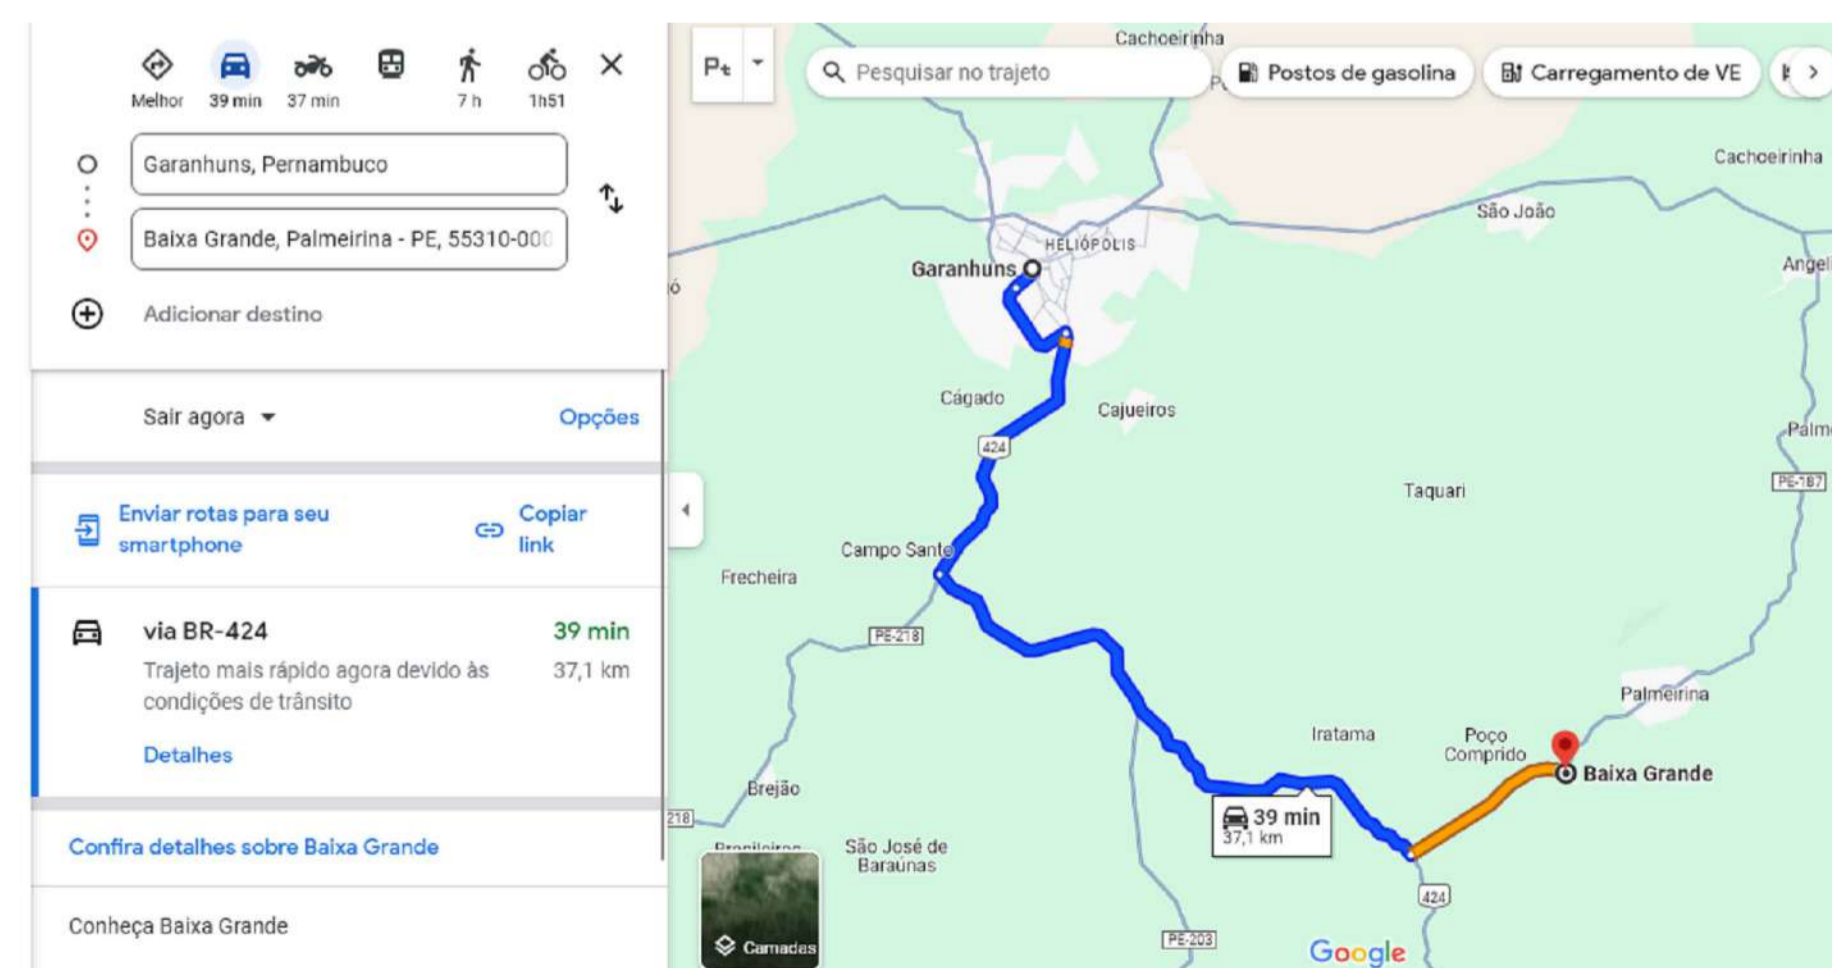 Melhor
39 min
37 min
7 h
1h51
Garanhuns, Pernambuco
Baixa Grande, Palmeirina - PE, 55310-000
Adicionar destino
Sair agora
Opções
Enviar rotas para seu
smartphone
Copiar
link
via BR-424
39 min
Trajeto mais rápido agora devido às
condições de trânsito
37,1 km
Detalhes
Confira detalhes sobre Baixa Grande
Conheça Baixa Grande
Pt
Pesquisar no trajeto
Postos de gasolina
Carregamento de VE
Cachoeirinha
Cachoeirinha
São João
HELIÓPOLIS
Garanhuns
Angeli
Cágado
Cajueiros
424
Palme
PE-187
Taquari
Campo Santo
Frecheira
PE-218
Palmeirina
Iratama
Poço
Comprido
Baixa Grande
Brejão
39 min
37,1 km
218
São José de
Baraúnas
424
PE-203
Camadas
Google